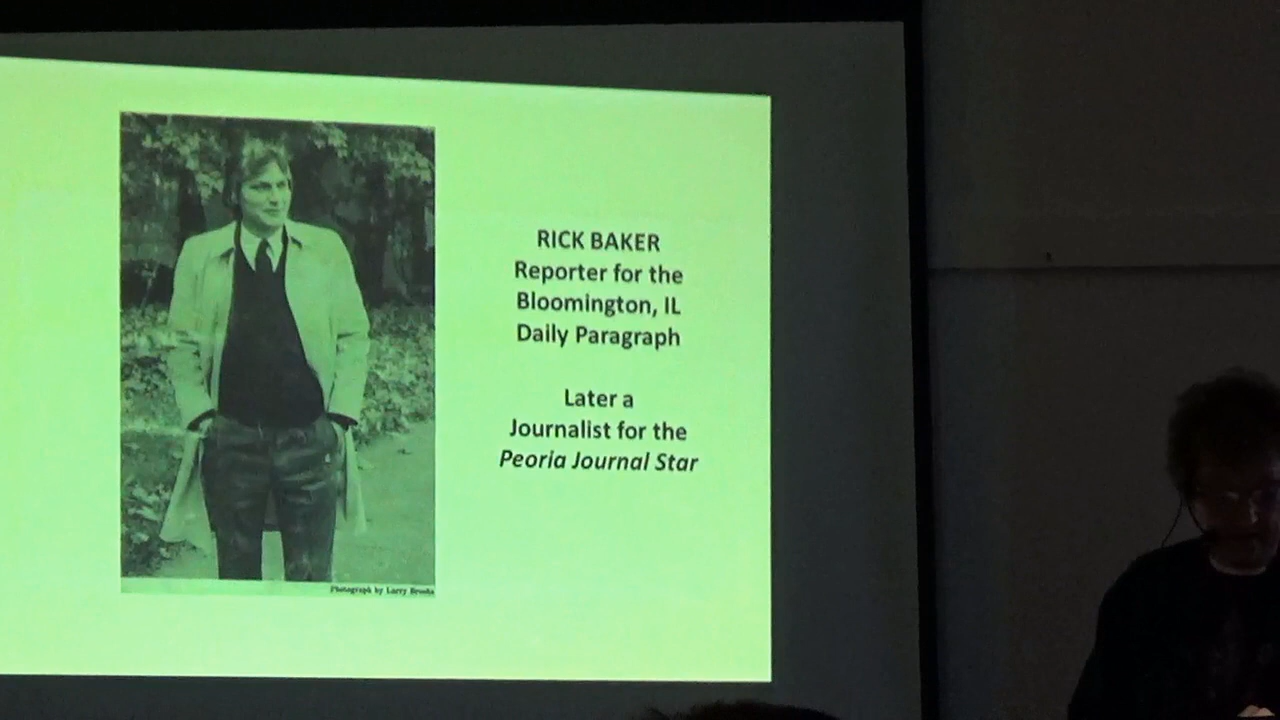 RICK BAKER
Reporter for the
Bloomington, IL
Daily Paragraph
Later a
Journalist for the
Peoria Journal Star
Photograph by Larry Brooks